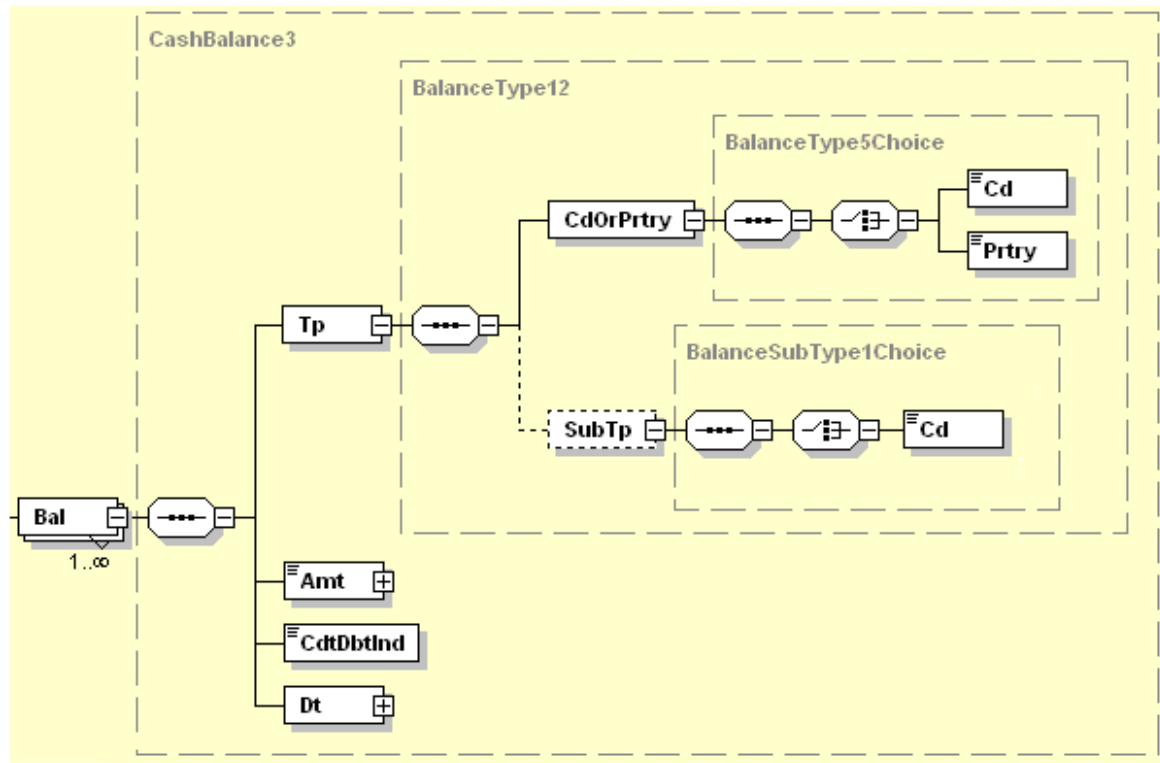 CashBalance3
BalanceType12
BalanceType5Choice
Cd
CdOrPrtry
Prtry
Tp
BalanceSubType1Choice
SubTp
Cd
Bal
1..∞
Amt
CdtDbtInd
Dt